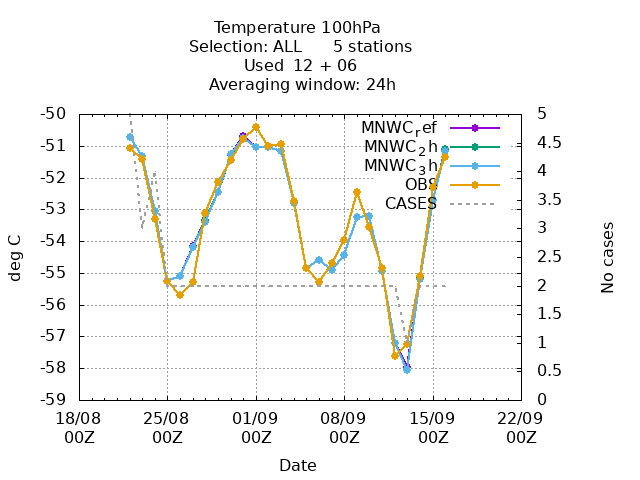 Temperature 100hPa
Selection: ALL      5 stations
Used  12 + 06
Averaging window: 24h
-50
-51
-52
-53
-54
-55
-56
-57
-58
-59
deg C
MNWC_ref
MNWC_2h
MNWC_3h
OBS
CASES
5
4.5
4
3.5
3
2.5
2
1.5
1
0.5
0
No cases
18/08 25/08 01/09 08/09 15/09 22/09
00Z 00Z 00Z 00Z 00Z 00Z
Date